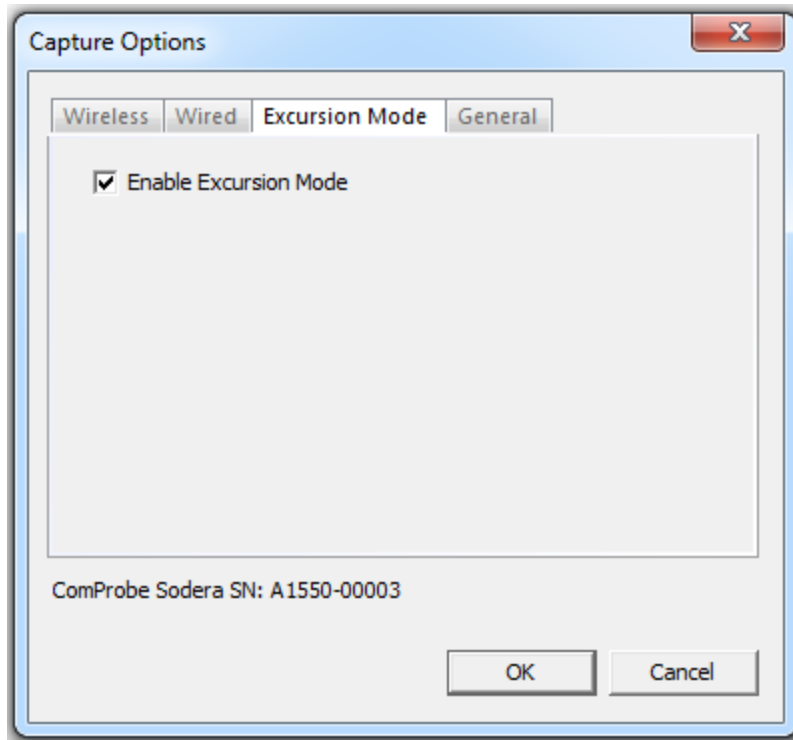 Capture Options
Wireless Wired Excursion Mode General
Enable Excursion Mode
ComProbe Sodera SN: A1550-00003
OK Cancel